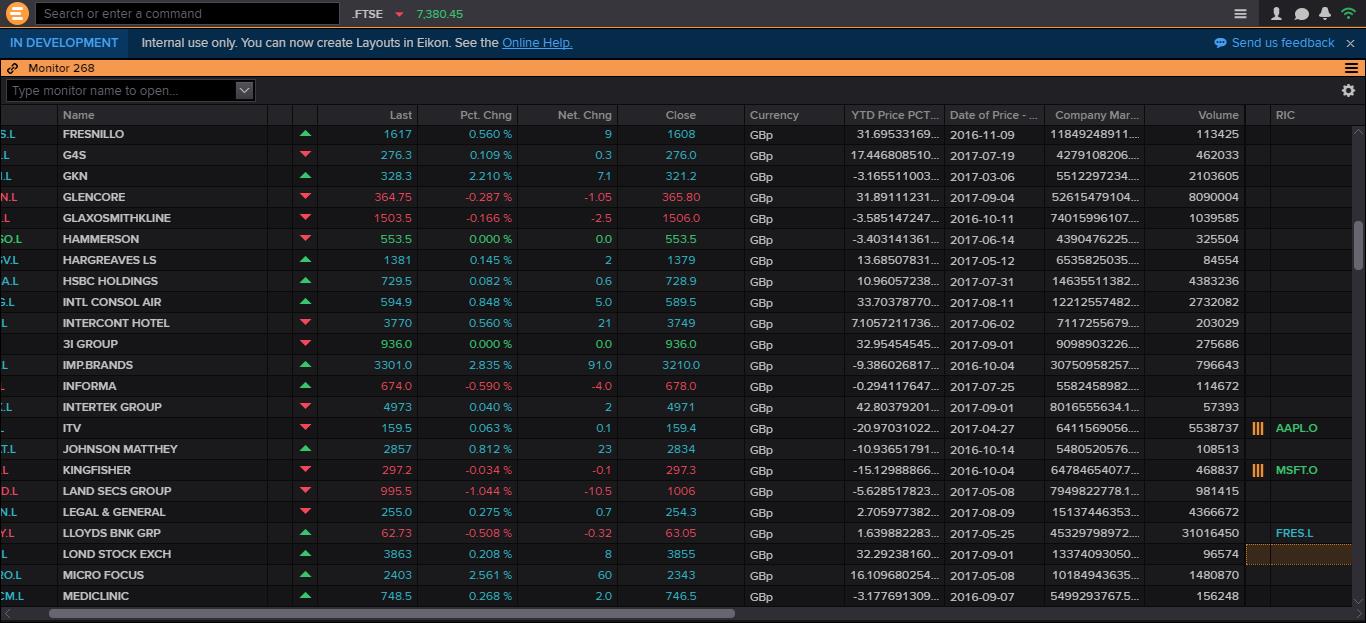 Search or enter a command .FTSE 7,380.45
IN DEVELOPMENT Internal use only. You can now create Layouts in Eikon. See the Online Help. Send us feedback
Monitor 268
Type monitor name to open...
Name Last Pct. Chng Net. Chng Close Currency YTD Price PCT... Date of Price - ... Company Mar... Volume RIC
S.L FRESNILLO 1617 0.560 % 9 1608 GBp 31.69533169... 2016-11-09 11849248911.... 113425
.L G4S 276.3 0.109 % 0.3 276.0 GBp 17.446808510... 2017-07-19 4279108206.... 462033
.L GKN 328.3 2.210 % 7.1 321.2 GBp -3.165511003... 2017-03-06 5512297234.... 2103605
N.L GLENCORE 364.75 -0.287 % -1.05 365.80 GBp 31.89111231... 2017-09-04 52615479104... 8090004
.L GLAXOSMITHKLINE 1503.5 -0.166 % -2.5 1506.0 GBp -3.585147247... 2016-10-11 74015996107.... 1039585
SO.L HAMMERSON 553.5 0.000 % 0.0 553.5 GBp -3.403141361... 2017-06-14 4390476225.... 325504
V.L HARGREAVES LS 1381 0.145 % 2 1379 GBp 13.68507831... 2017-05-12 6535825035.... 84554
A.L HSBC HOLDINGS 729.5 0.082 % 0.6 728.9 GBp 10.96057238... 2017-07-31 14635511382... 4383236
G.L INTL CONSOL AIR 594.9 0.848 % 5.0 589.5 GBp 33.70378770... 2017-08-11 12212557482... 2732082
L INTERCONT HOTEL 3770 0.560 % 21 3749 GBp 7.1057211736... 2017-06-02 7117255679.... 203029
3I GROUP 936.0 0.000 % 0.0 936.0 GBp 32.95454545... 2017-09-01 9098903226.... 275686
L IMP.BRANDS 3301.0 2.835 % 91.0 3210.0 GBp -9.386026817... 2016-10-04 30750958257... 796643
INFORMA 674.0 -0.590 % -4.0 678.0 GBp -0.294117647... 2017-07-25 5582458982.... 114672
.L INTERTEK GROUP 4973 0.040 % 2 4971 GBp 42.80379201... 2017-09-01 8016555634.1... 57393
ITV 159.5 0.063 % 0.1 159.4 GBp -20.97031022... 2017-04-27 6411569056.... 5538737 AAPL.O
T.L JOHNSON MATTHEY 2857 0.812 % 23 2834 GBp -10.93651791... 2016-10-14 5480520576.... 108513
.L KINGFISHER 297.2 -0.034 % -0.1 297.3 GBp -15.12988866... 2016-10-04 6478465407.7... 468837 MSFT.O
D.L LAND SECS GROUP 995.5 -1.044 % -10.5 1006 GBp -5.628517823... 2017-05-08 7949822778.1... 981415
N.L LEGAL & GENERAL 255.0 0.275 % 0.7 254.3 GBp 2.705977382... 2017-08-09 15137446353... 4366672
Y.L LLOYDS BNK GRP 62.73 -0.508 % -0.32 63.05 GBp 1.639882283... 2017-05-25 45329798972... 31016450 FRES.L
L LOND STOCK EXCH 3863 0.208 % 8 3855 GBp 32.29238160... 2017-09-01 13374093050... 96574
RO.L MICRO FOCUS 2403 2.561 % 60 2343 GBp 16.109680254... 2017-05-08 10184943635... 1480870
CM.L MEDICLINIC 748.5 0.268 % 2.0 746.5 GBp -3.177691309... 2016-09-07 5499293767.5... 156248